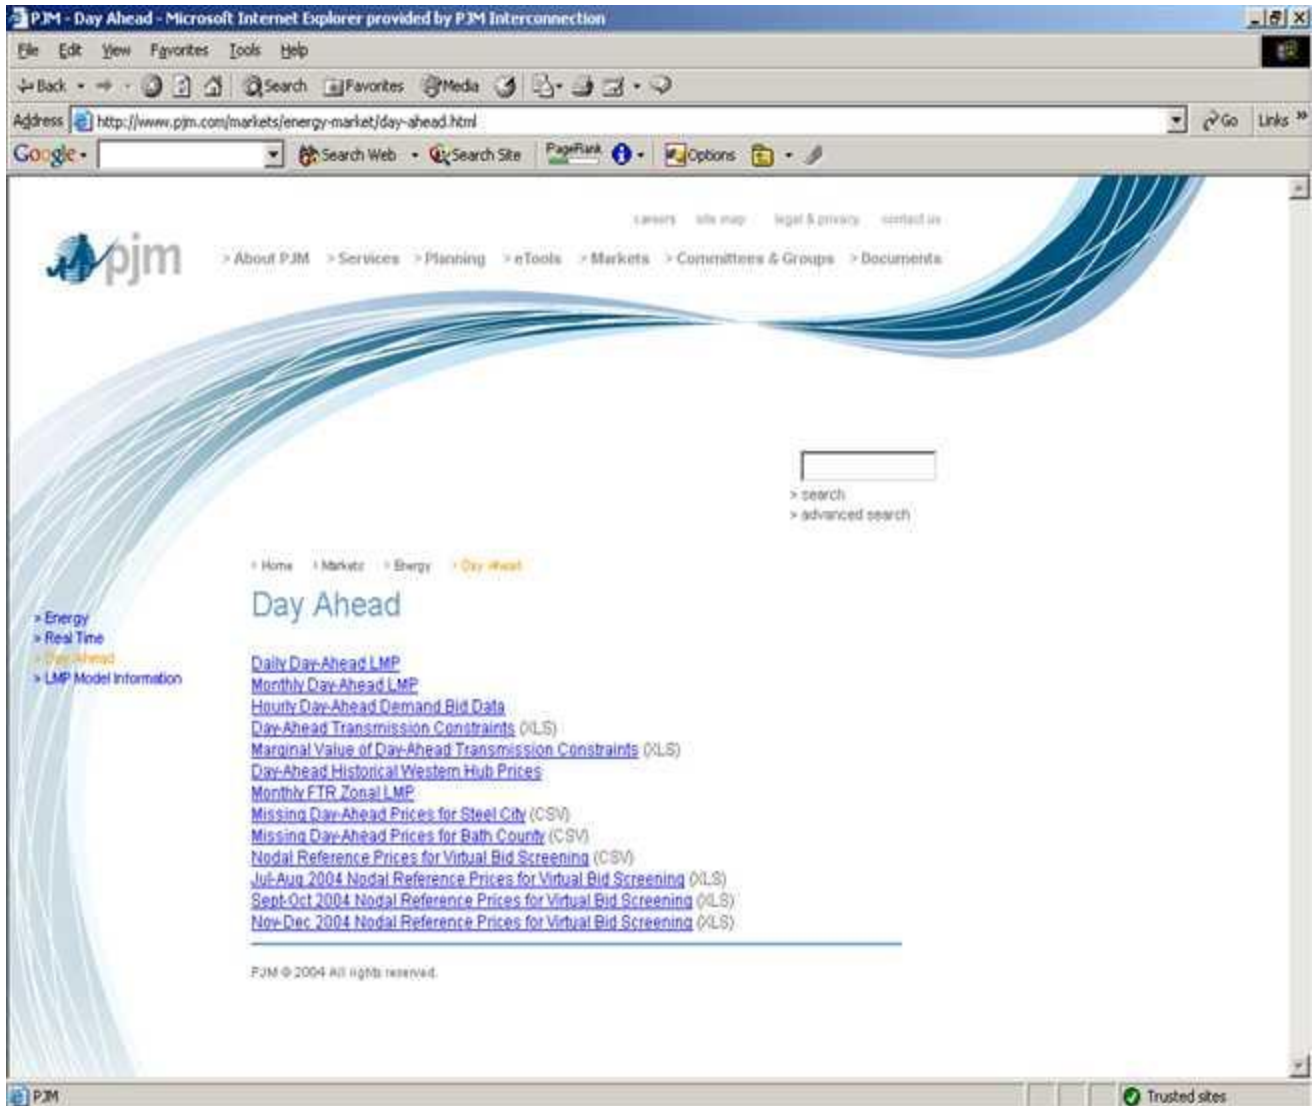 PJM - Day Ahead - Microsoft Internet Explorer provided by PJM Interconnection
File Edit View Favorites Tools Help
Back Search Favorites Media
Address http://www.pjm.com/markets/energy-market/day-ahead.html Go Links »
Google Search Web Search Site PageRank Options
careers site map legal & privacy contact us
pjm
> About PJM > Services > Planning > eTools > Markets > Committees & Groups > Documents
> search
> advanced search
> Home > Markets > Energy > Day Ahead
Day Ahead
> Energy
> Real Time
> Day Ahead
> LMP Model Information
Daily Day-Ahead LMP
Monthly Day-Ahead LMP
Hourly Day-Ahead Demand Bid Data
Day-Ahead Transmission Constraints (XLS)
Marginal Value of Day-Ahead Transmission Constraints (XLS)
Day-Ahead Historical Western Hub Prices
Monthly FTR Zonal LMP
Missing Day-Ahead Prices for Steel City (CSV)
Missing Day-Ahead Prices for Bath County (CSV)
Nodal Reference Prices for Virtual Bid Screening (CSV)
Jul-Aug 2004 Nodal Reference Prices for Virtual Bid Screening (XLS)
Sept-Oct 2004 Nodal Reference Prices for Virtual Bid Screening (XLS)
Nov-Dec 2004 Nodal Reference Prices for Virtual Bid Screening (XLS)
PJM © 2004 All rights reserved.
PJM Trusted sites